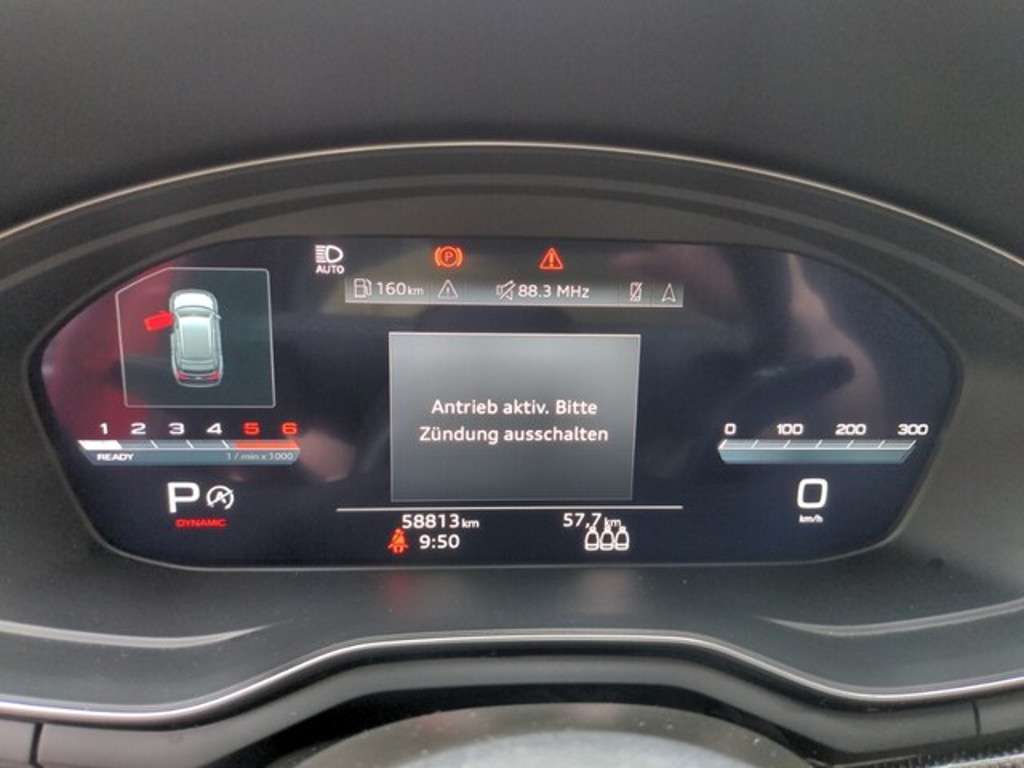 AUTO
P
160km
88.3 MHz
Antrieb aktiv. Bitte
Zündung ausschalten
1 2 3 4 5 6
READY
1 / min x 1000
0 100 200 300
P A
DYNAMIC
0
km/h
58813km
57.7km
9:50